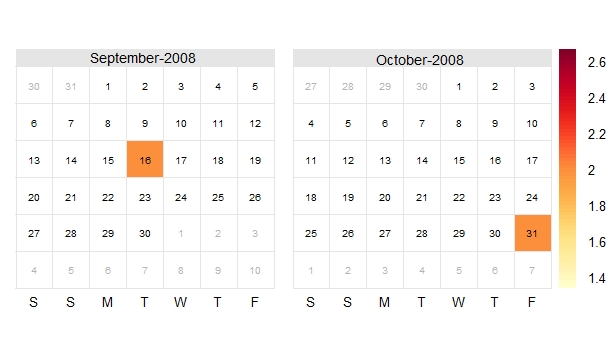 September-2008
30 31 1 2 3 4 5
6 7 8 9 10 11 12
13 14 15 16 17 18 19
20 21 22 23 24 25 26
27 28 29 30 1 2 3
4 5 6 7 8 9 10
S S M T W T F
October-2008
27 28 29 30 1 2 3
4 5 6 7 8 9 10
11 12 13 14 15 16 17
18 19 20 21 22 23 24
25 26 27 28 29 30 31
1 2 3 4 5 6 7
S S M T W T F
2.6
2.4
2.2
2
1.8
1.6
1.4